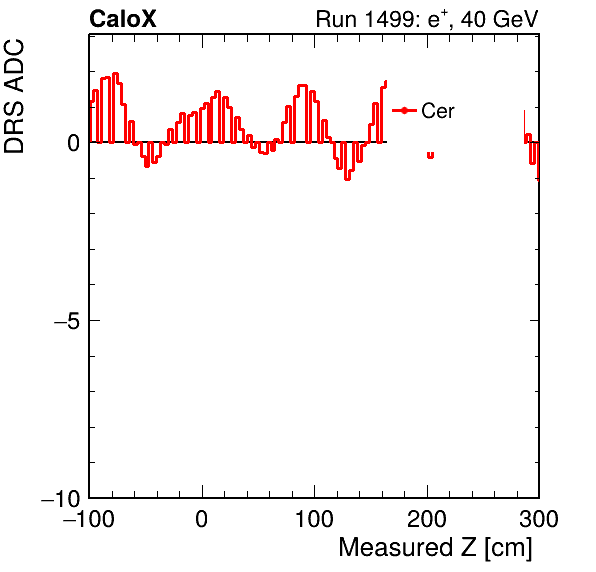 CaloX Run 1499: e⁺, 40 GeV
DRS ADC
Cer
0
−5
−10
−100 0 100 200 300
Measured Z [cm]